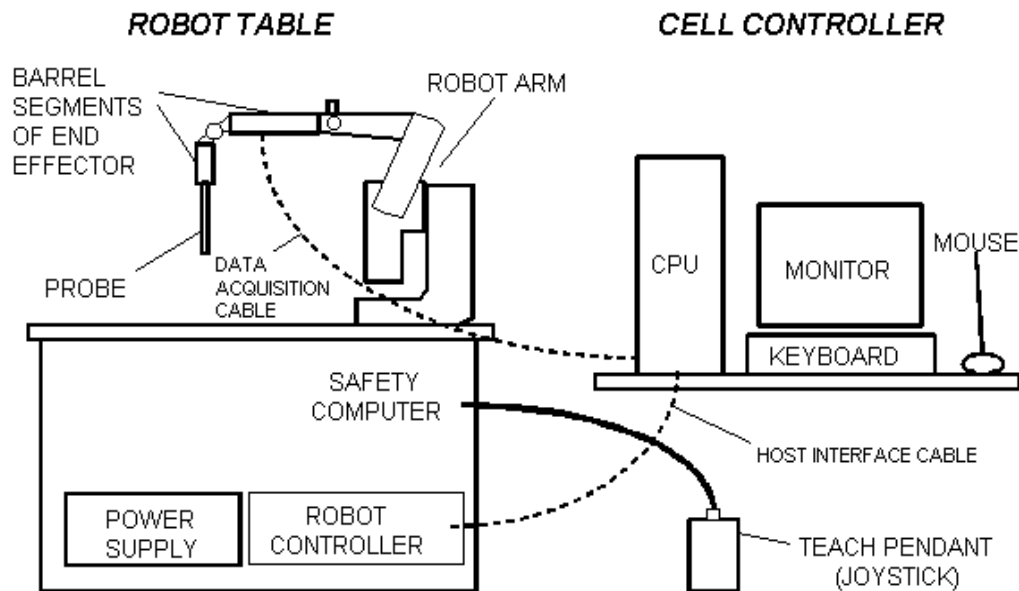 ROBOT TABLE
CELL CONTROLLER
BARREL
SEGMENTS
OF END
EFFECTOR
ROBOT ARM
PROBE
DATA
ACQUISITION
CABLE
CPU
MONITOR
MOUSE
KEYBOARD
SAFETY
COMPUTER
HOST INTERFACE CABLE
POWER
SUPPLY
ROBOT
CONTROLLER
TEACH PENDANT
(JOYSTICK)